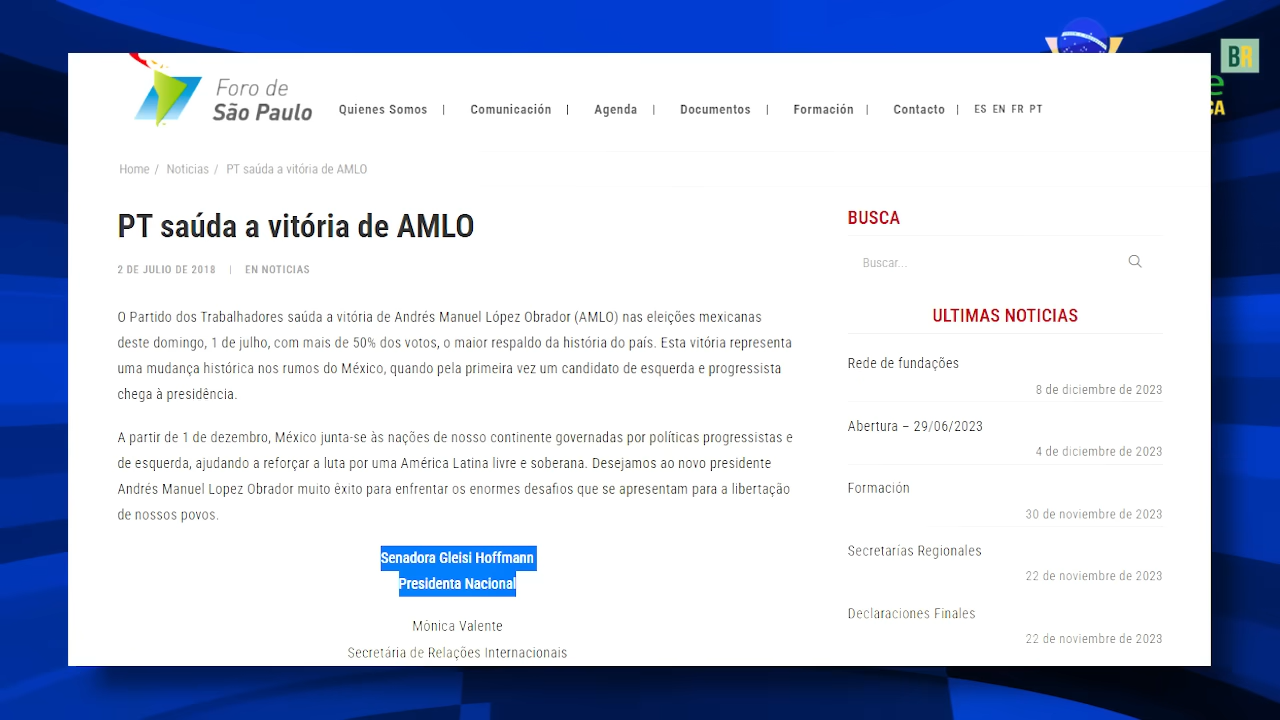 Foro de
São Paulo
Quienes Somos | Comunicación | Agenda | Documentos | Formación | Contacto | ES EN FR PT
BR
e
CA
Home / Noticias / PT saúda a vitória de AMLO
PT saúda a vitória de AMLO
2 DE JULIO DE 2018 | EN NOTICIAS
O Partido dos Trabalhadores saúda a vitória de Andrés Manuel López Obrador (AMLO) nas eleições mexicanas
deste domingo, 1 de julho, com mais de 50% dos votos, o maior respaldo da história do país. Esta vitória representa
uma mudança histórica nos rumos do México, quando pela primeira vez um candidato de esquerda e progressista
chega à presidência.
A partir de 1 de dezembro, México junta-se às nações de nosso continente governadas por políticas progressistas e
de esquerda, ajudando a reforçar a luta por uma América Latina livre e soberana. Desejamos ao novo presidente
Andrés Manuel Lopez Obrador muito êxito para enfrentar os enormes desafios que se apresentam para a libertação
de nossos povos.
Senadora Gleisi Hoffmann
Presidenta Nacional
Mônica Valente
Secretária de Relações Internacionais
BUSCA
Buscar...
ULTIMAS NOTICIAS
Rede de fundações
8 de diciembre de 2023
Abertura – 29/06/2023
4 de diciembre de 2023
Formación
30 de noviembre de 2023
Secretarías Regionales
22 de noviembre de 2023
Declaraciones Finales
22 de noviembre de 2023